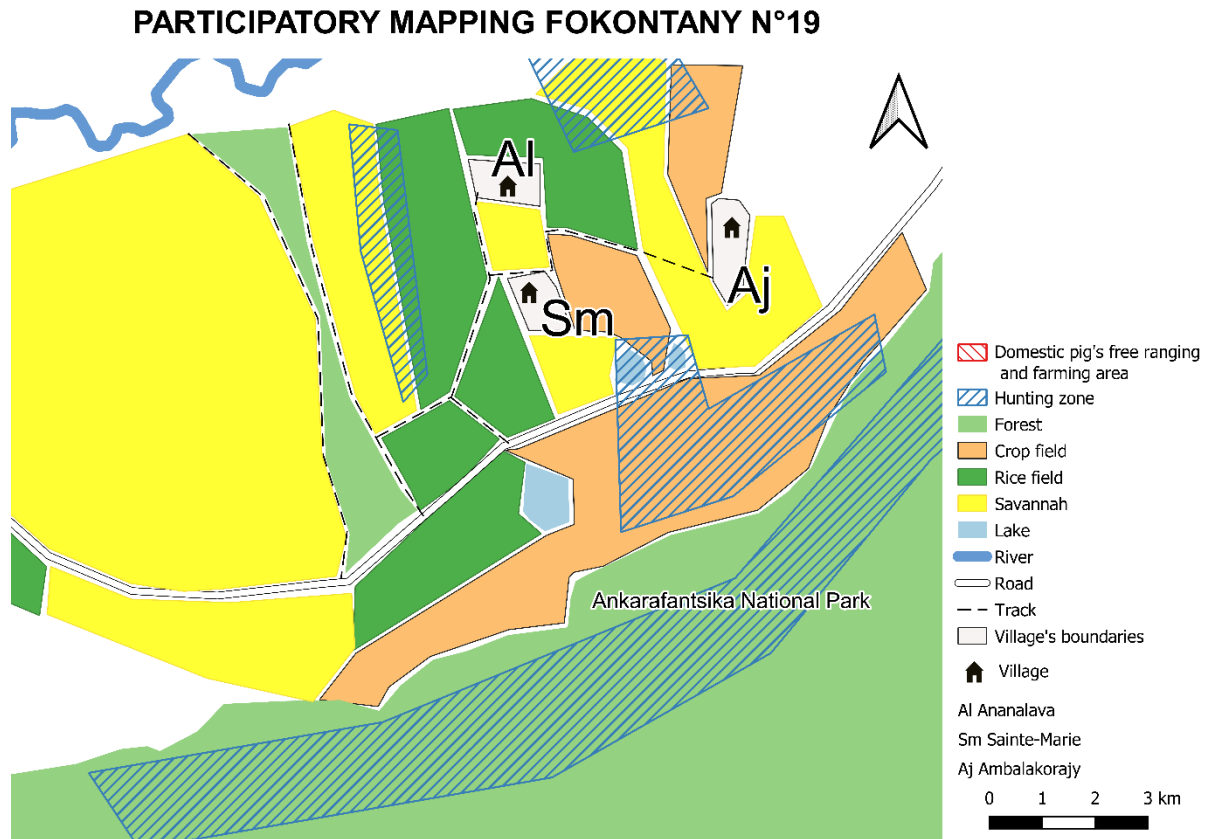 PARTICIPATORY MAPPING FOKONTANY N°19
Al
Aj
Sm
Ankarafantsika National Park
Domestic pig's free ranging
and farming area
Hunting zone
Forest
Crop field
Rice field
Savannah
Lake
River
Road
Track
Village's boundaries
Village
Al Ananalava
Sm Sainte-Marie
Aj Ambalakorajy
0 1 2 3 km